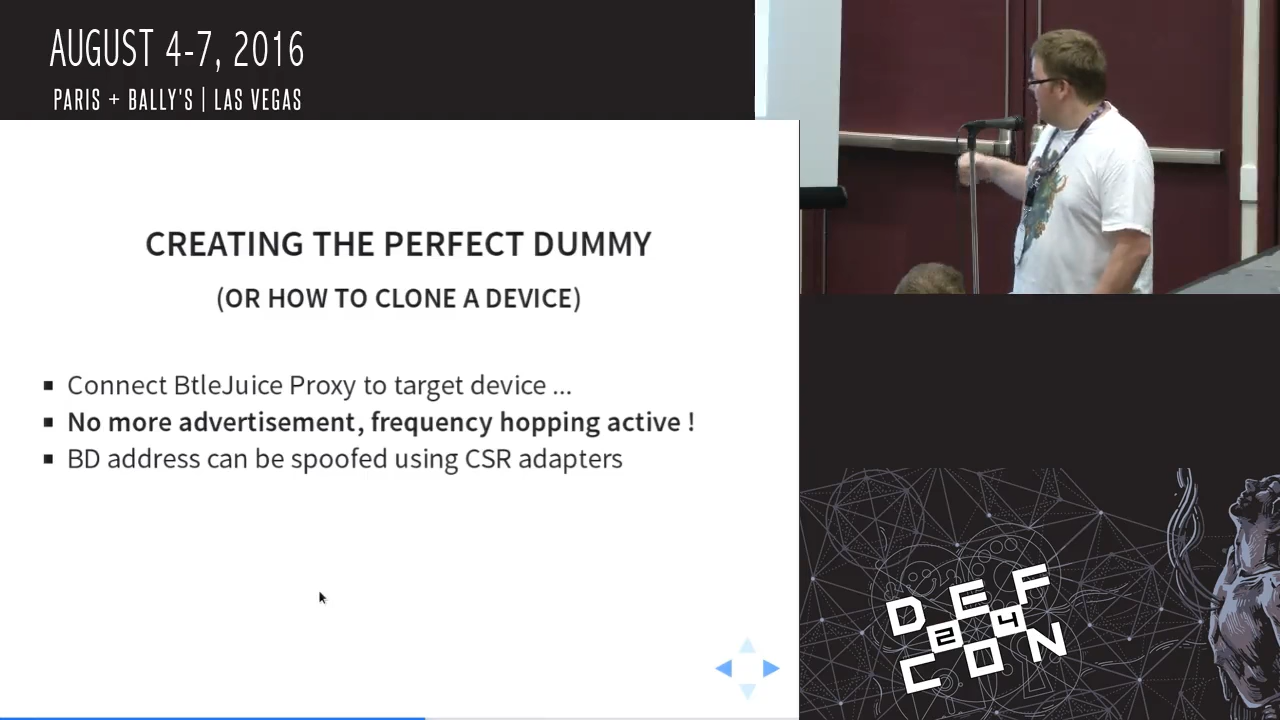 AUGUST 4-7, 2016
PARIS + BALLY'S | LAS VEGAS
CREATING THE PERFECT DUMMY
(OR HOW TO CLONE A DEVICE)
Connect BtleJuice Proxy to target device ...
No more advertisement, frequency hopping active !
BD address can be spoofed using CSR adapters
DEF
24
CON